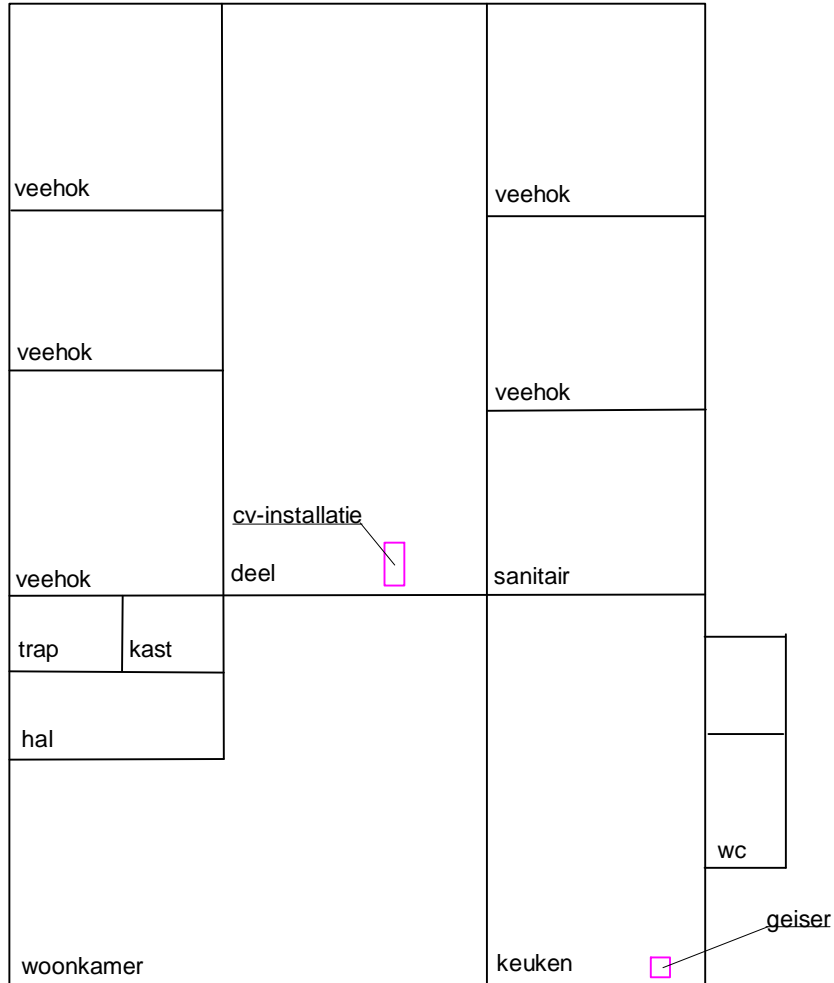 veehok
veehok
veehok
veehok
cv-installatie
veehok
deel
sanitair
trap
kast
hal
wc
geiser
woonkamer
keuken